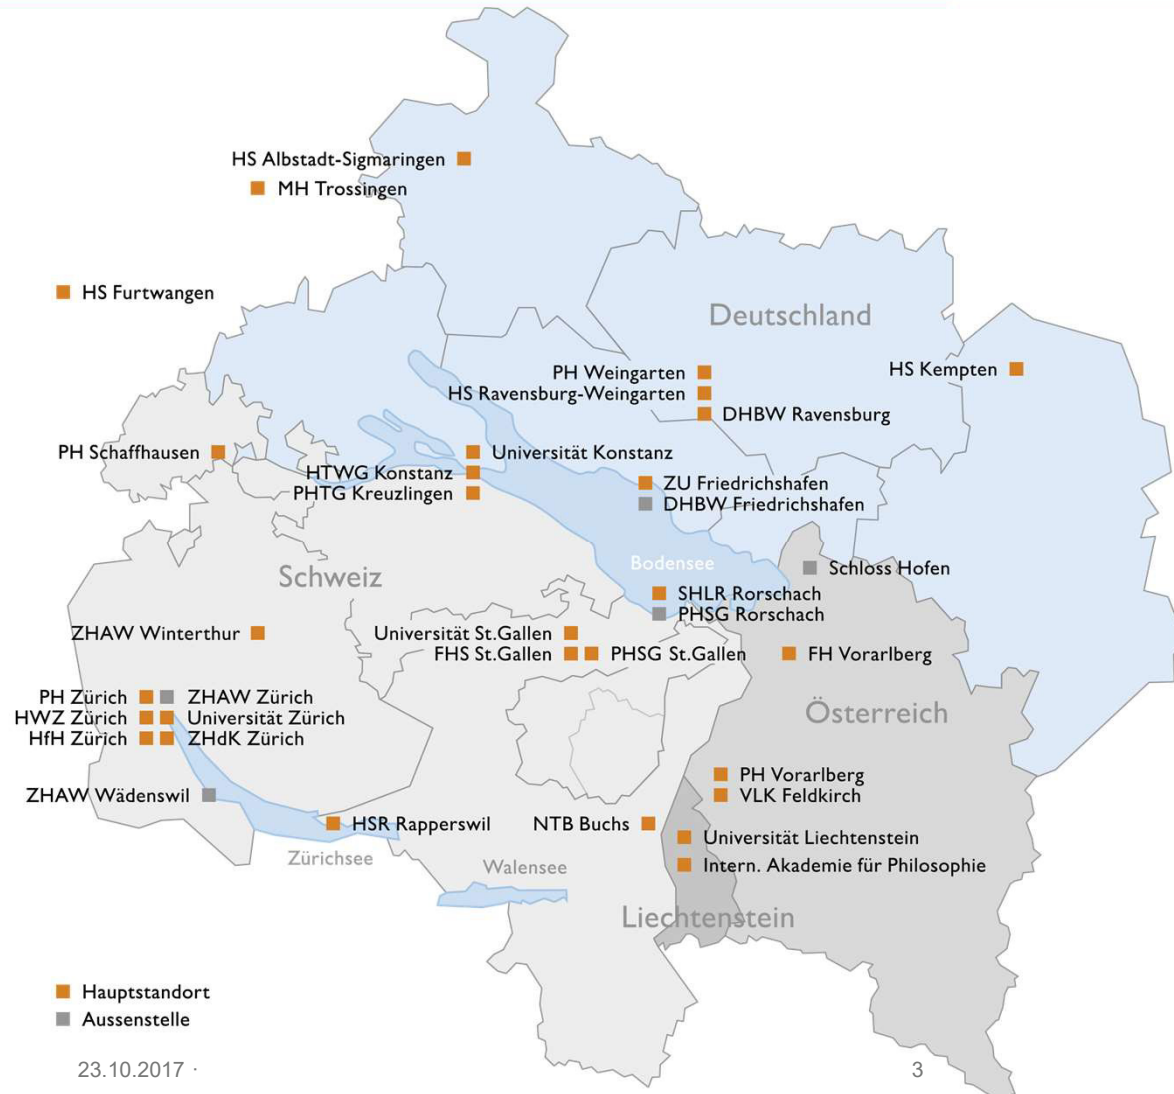 HS Albstadt-Sigmaringen
MH Trossingen
HS Furtwangen
Deutschland
PH Weingarten
HS Kempten
HS Ravensburg-Weingarten
DHBW Ravensburg
PH Schaffhausen
Universität Konstanz
HTWG Konstanz
PHTG Kreuzlingen
ZU Friedrichshafen
DHBW Friedrichshafen
Bodensee
Schloss Hofen
Schweiz
SHLR Rorschach
PHSG Rorschach
ZHAW Winterthur
Universität St.Gallen
FHS St.Gallen
PHSG St.Gallen
FH Vorarlberg
PH Zürich
ZHAW Zürich
HWZ Zürich
Universität Zürich
HfH Zürich
ZHdK Zürich
Österreich
PH Vorarlberg
VLK Feldkirch
ZHAW Wädenswil
HSR Rapperswil
NTB Buchs
Universität Liechtenstein
Zürichsee
Walensee
Intern. Akademie für Philosophie
Liechtenstein
Hauptstandort
Aussenstelle
23.10.2017 ·
3